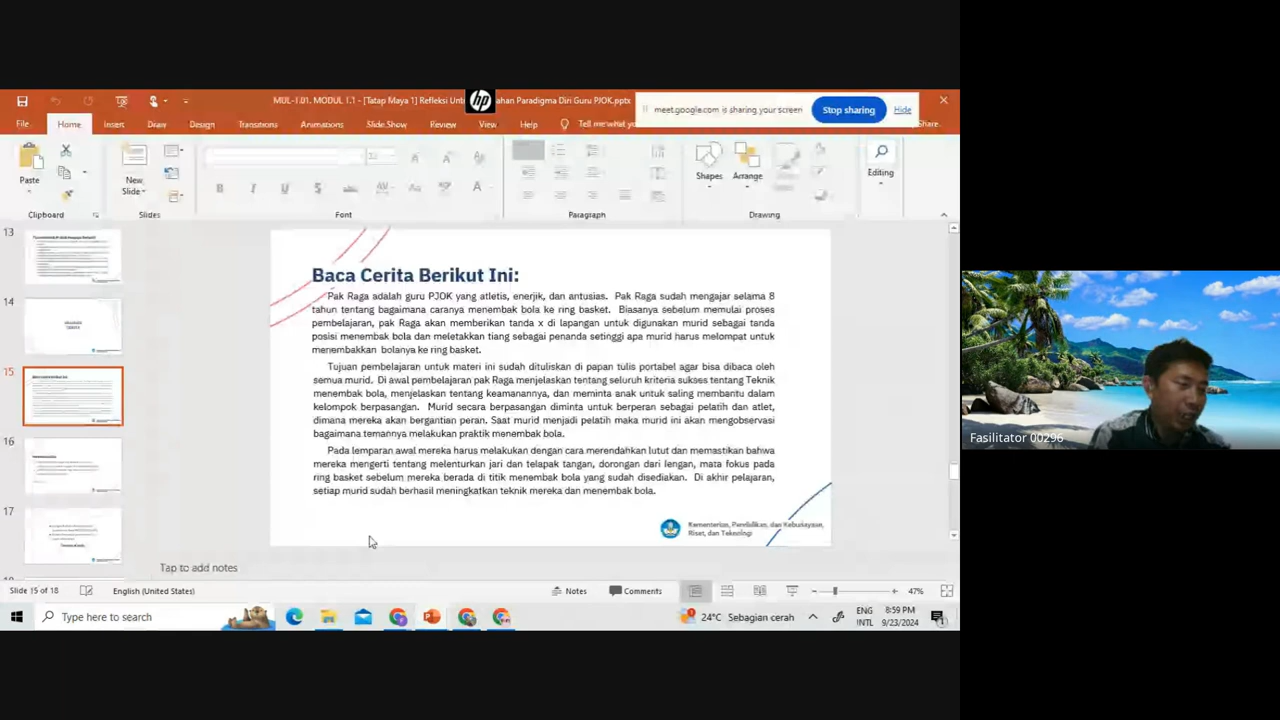 MUL-1.01. MODUL 1.1 - [Tatap Maya 1] Refleksi Unt
ahan Paradigma Diri Guru PJOK.pptx
hp
meet.google.com is sharing your screen
Stop sharing
Hide
File
Home
Insert
Draw
Design
Transitions
Animations
Slide Show
Review
View
Help
Tell me what yo
Share
Paste
New
Slide
Shapes
Arrange
Editing
Clipboard
Slides
Font
Paragraph
Drawing
13
14
15
16
17
Baca Cerita Berikut Ini:
Pak Raga adalah guru PJOK yang atletis, enerjik, dan antusias. Pak Raga sudah mengajar selama 8
tahun tentang bagaimana caranya menembak bola ke ring basket. Biasanya sebelum memulai proses
pembelajaran, pak Raga akan memberikan tanda x di lapangan untuk digunakan murid sebagai tanda
posisi menembak bola dan meletakkan tiang sebagai penanda setinggi apa murid harus melompat untuk
menembakkan bolanya ke ring basket.
Tujuan pembelajaran untuk materi ini sudah dituliskan di papan tulis portabel agar bisa dibaca oleh
semua murid. Di awal pembelajaran pak Raga menjelaskan tentang seluruh kriteria sukses tentang Teknik
menembak bola, menjelaskan tentang keamanannya, dan meminta anak untuk saling membantu dalam
kelompok berpasangan. Murid secara berpasangan diminta untuk berperan sebagai pelatih dan atlet,
dimana mereka akan bergantian peran. Saat murid menjadi pelatih maka murid ini akan mengobservasi
bagaimana temannya melakukan praktik menembak bola.
Pada lemparan awal mereka harus melakukan dengan cara merendahkan lutut dan memastikan bahwa
mereka mengerti tentang melenturkan jari dan telapak tangan, dorongan dari lengan, mata fokus pada
ring basket sebelum mereka berada di titik menembak bola yang sudah disediakan. Di akhir pelajaran,
setiap murid sudah berhasil meningkatkan teknik mereka dan menembak bola.
Kementerian, Pendidikan, dan Kebudayaan,
Riset, dan Teknologi
Fasilitator 00296
Tap to add notes
Slide 15 of 18
English (United States)
Notes
Comments
47%
Type here to search
24°C Sebagian cerah
ENG
INTL
8:59 PM
9/23/2024